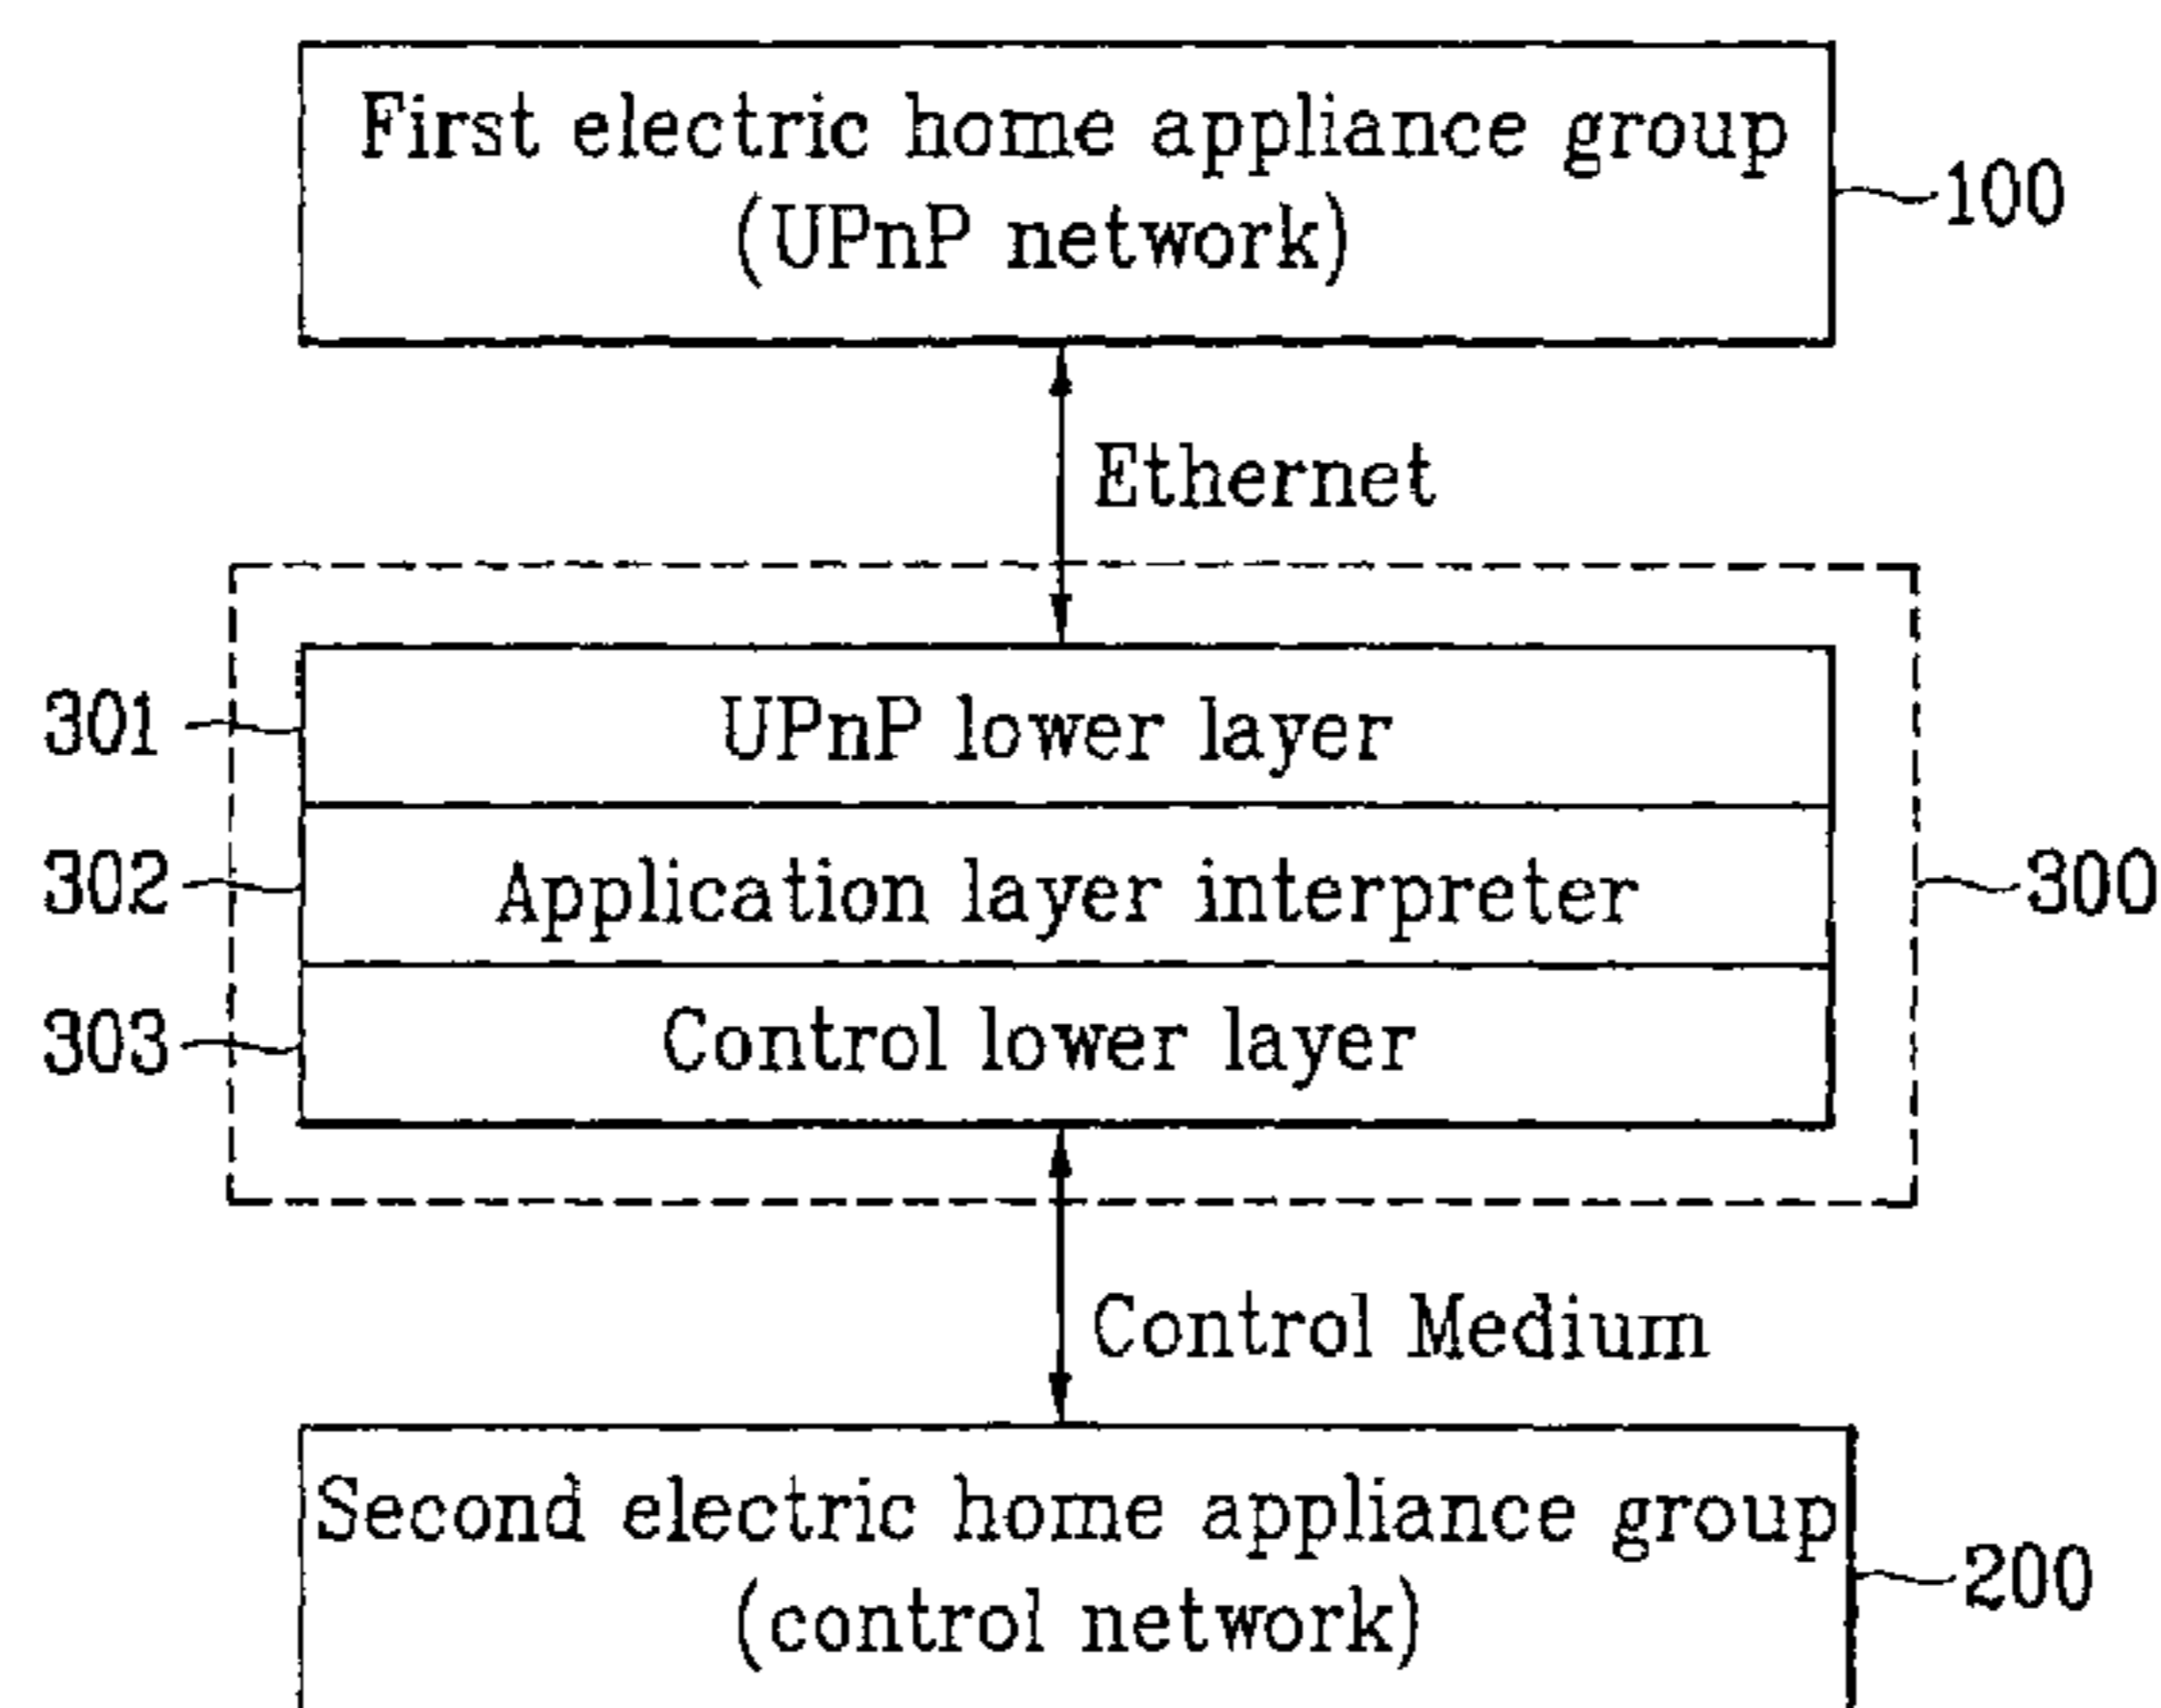 First electric home appliance group
(UPnP network)
100
Ethernet
301
UPnP lower layer
302
Application layer interpreter
300
303
Control lower layer
Control Medium
Second electric home appliance group
(control network)
200